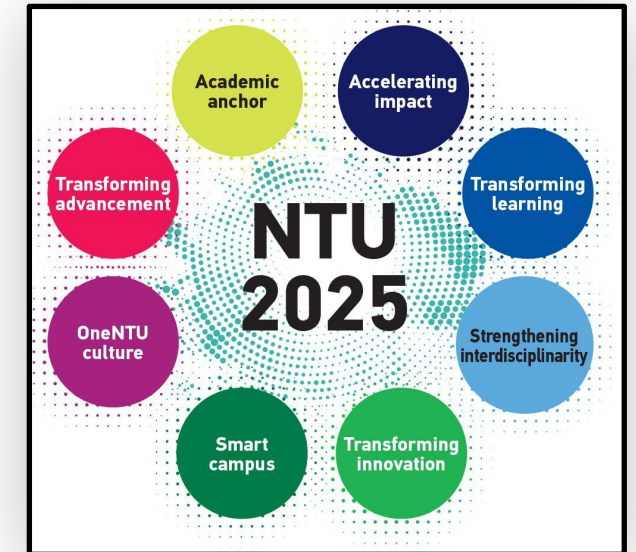 Academic
anchor
Accelerating
impact
Transforming
advancement
Transforming
learning
NTU
2025
OneNTU
culture
Strengthening
interdisciplinarity
Smart
campus
Transforming
innovation